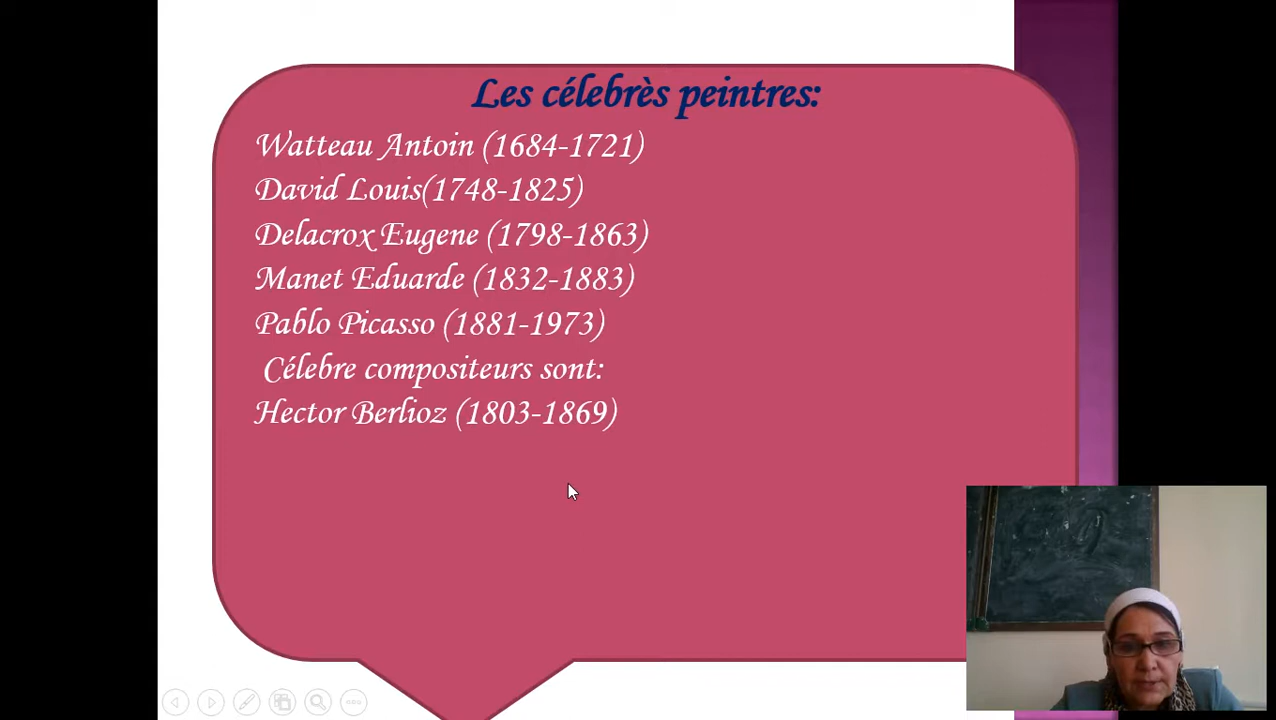 Les célebrès peintres:
Watteau Antoin (1684-1721)
David Louis(1748-1825)
Delacrox Eugene (1798-1863)
Manet Eduarde (1832-1883)
Pablo Picasso (1881-1973)
Célebre compositeurs sont:
Hector Berlioz (1803-1869)